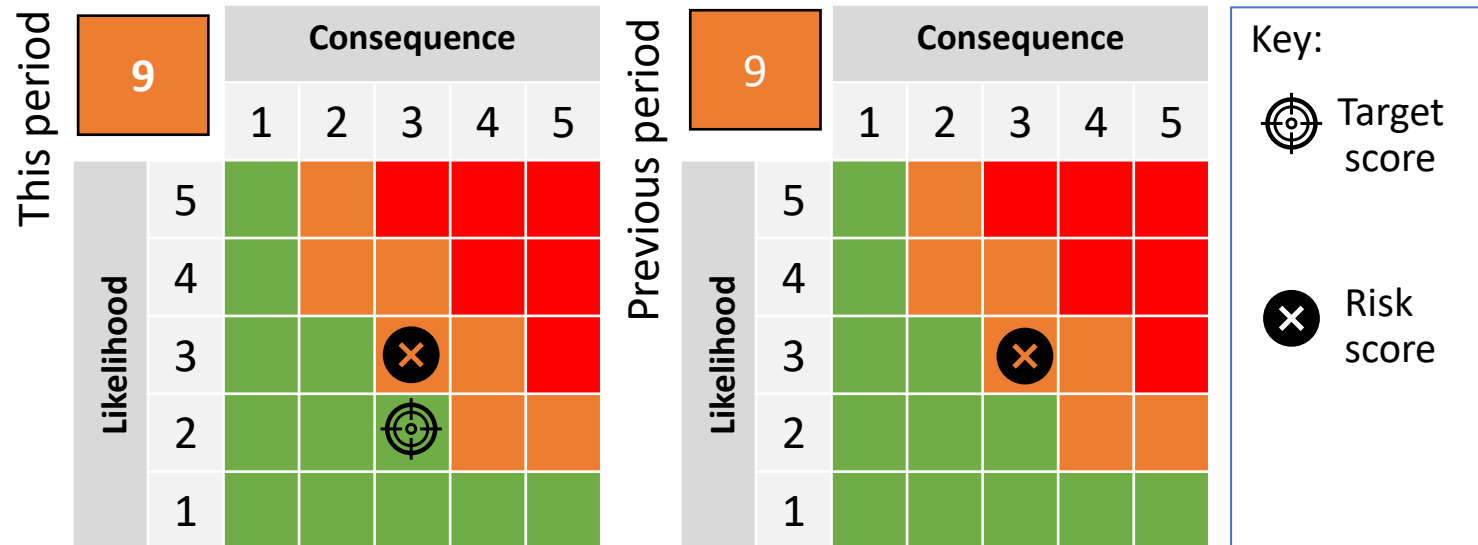 This period
9
Consequence
1 2 3 4 5
Likelihood
5
4
3
2
1
Previous period
9
Consequence
1 2 3 4 5
Likelihood
5
4
3
2
1
Key:
Target
score
Risk
score